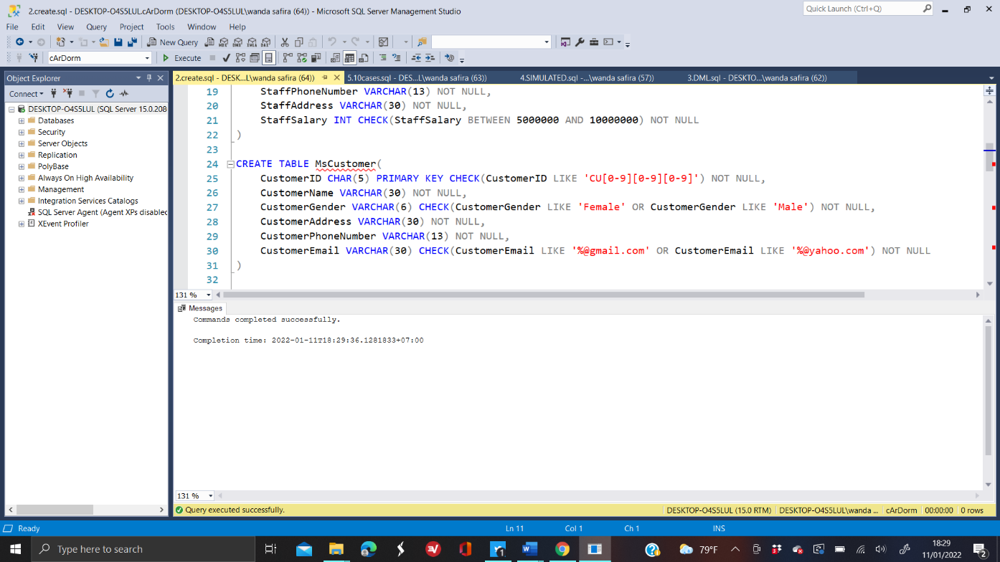 2.create.sql - DESKTOP-O4S5LUL.cArDorm (DESKTOP-O4S5LUL\wanda safira (64)) - Microsoft SQL Server Management Studio
Quick Launch (Ctrl+Q)
File Edit View Query Project Tools Window Help
New Query
cArDorm Execute
Object Explorer
Connect
DESKTOP-O4S5LUL (SQL Server 15.0.208
Databases
Security
Server Objects
Replication
PolyBase
Always On High Availability
Management
Integration Services Catalogs
SQL Server Agent (Agent XPs disabled
XEvent Profiler
2.create.sql - DESK...L\wanda safira (64)) 5.10cases.sql - DES...L\wanda safira (63)) 4.SIMULATED.sql -...\wanda safira (57)) 3.DML.sql - DESKTO...\wanda safira (62))
19 StaffPhoneNumber VARCHAR(13) NOT NULL,
20 StaffAddress VARCHAR(30) NOT NULL,
21 StaffSalary INT CHECK(StaffSalary BETWEEN 5000000 AND 10000000) NOT NULL
22 )
23
24 CREATE TABLE MsCustomer(
25 CustomerID CHAR(5) PRIMARY KEY CHECK(CustomerID LIKE 'CU[0-9][0-9][0-9]') NOT NULL,
26 CustomerName VARCHAR(30) NOT NULL,
27 CustomerGender VARCHAR(6) CHECK(CustomerGender LIKE 'Female' OR CustomerGender LIKE 'Male') NOT NULL,
28 CustomerAddress VARCHAR(30) NOT NULL,
29 CustomerPhoneNumber VARCHAR(13) NOT NULL,
30 CustomerEmail VARCHAR(30) CHECK(CustomerEmail LIKE '%@gmail.com' OR CustomerEmail LIKE '%@yahoo.com') NOT NULL
31 )
32
131 %
Messages
Commands completed successfully.
Completion time: 2022-01-11T18:29:36.1281833+07:00
131 %
Query executed successfully. DESKTOP-O4S5LUL (15.0 RTM) DESKTOP-O4S5LUL\wanda ... cArDorm 00:00:00 0 rows
Ready Ln 11 Col 1 Ch 1 INS
Type here to search
79°F
18:29
11/01/2022
2